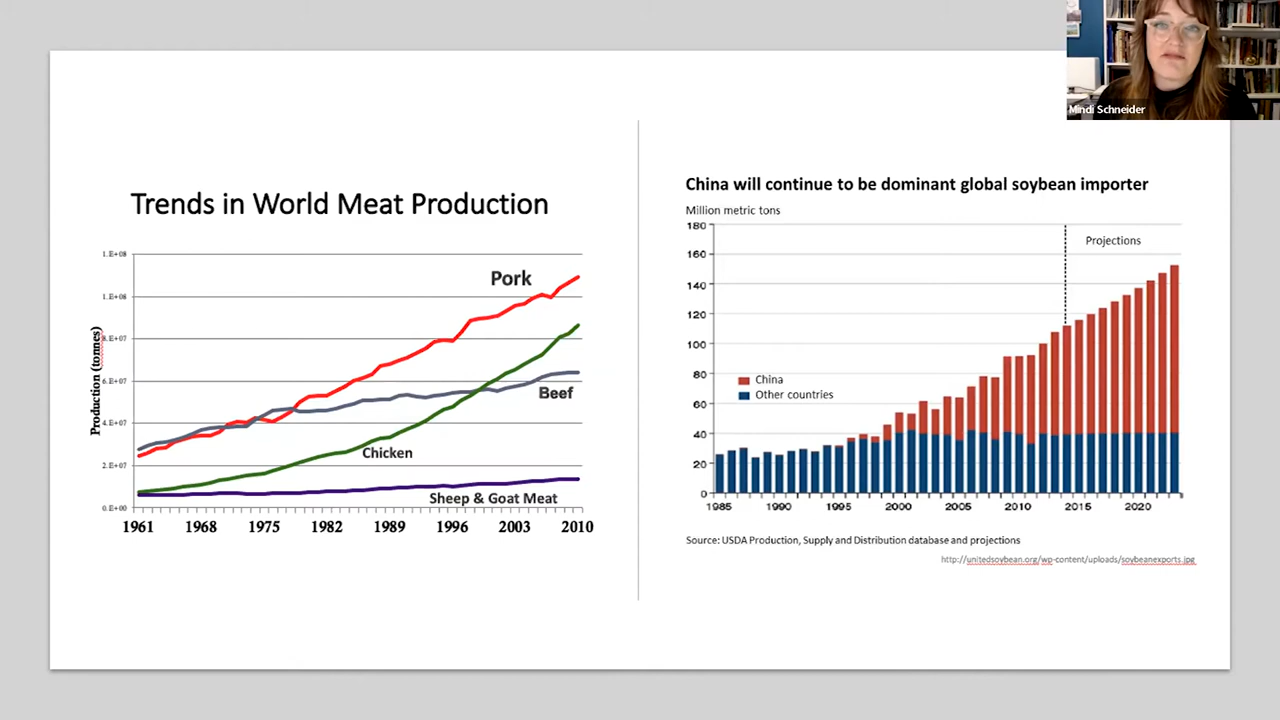 Mindi Schneider
Trends in World Meat Production
Production (tonnes)
1.E+08
1.E+08
8.E+07
6.E+07
4.E+07
2.E+07
0.E+00
Pork
Beef
Chicken
Sheep & Goat Meat
1961 1968 1975 1982 1989 1996 2003 2010
China will continue to be dominant global soybean importer
Million metric tons
180
160
140
120
100
80
60
40
20
0
Projections
China
Other countries
1985 1990 1995 2000 2005 2010 2015 2020
Source: USDA Production, Supply and Distribution database and projections
http://unitedsoybean.org/wp-content/uploads/soybeanexports.jpg